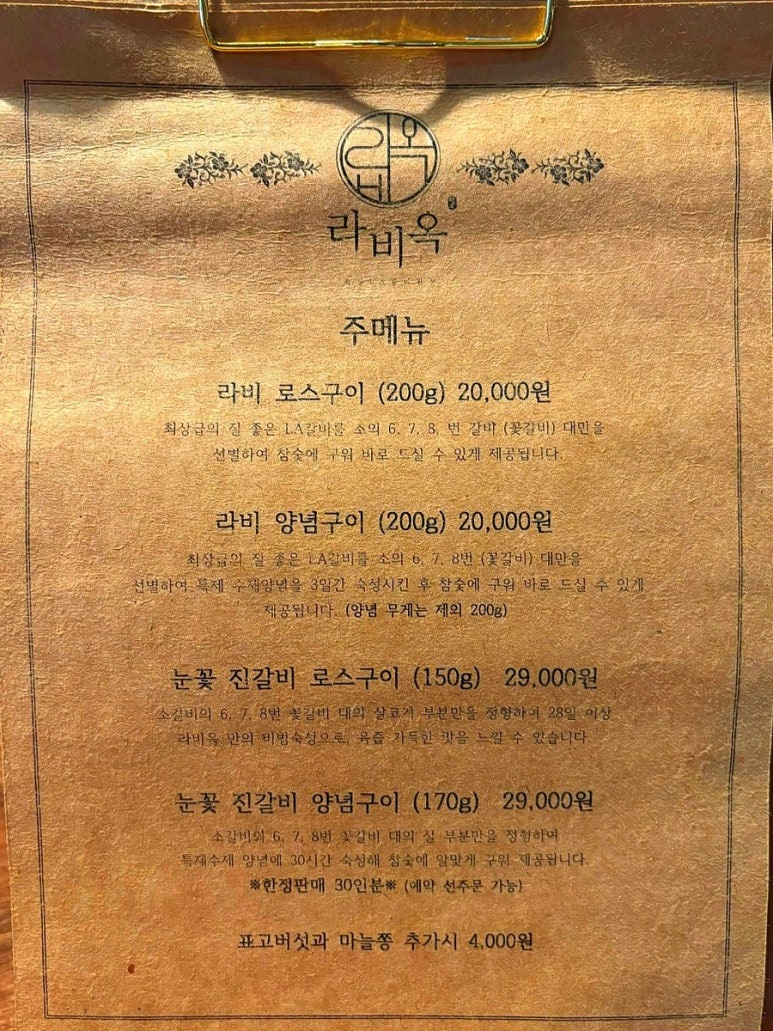 라비옥
라비옥
주메뉴
라비 로스구이 (200g) 20,000원
최상급의 질 좋은 LA갈비를 소의 6, 7, 8, 번 갈비 (꽃갈비) 대만을
선별하여 참숯에 구워 바로 드실 수 있게 제공됩니다.
라비 양념구이 (200g) 20,000원
최상급의 질 좋은 LA갈비를 소의 6, 7, 8번 (꽃갈비) 대만을
선별하여 특제 수제양념을 3일간 숙성시킨 후 참숯에 구워 바로 드실 수 있게
제공됩니다. (양념 무게는 제외 200g)
눈꽃 진갈비 로스구이 (150g) 29,000원
소갈비의 6, 7, 8번 꽃갈비 대의 살코기 부분만을 정형하여 28일 이상
라비옥 만의 비법숙성으로, 육즙 가득한 맛을 느낄 수 있습니다
눈꽃 진갈비 양념구이 (170g) 29,000원
소갈비의 6, 7, 8번 꽃갈비 대의 살 부분만을 정형하며
특재수제 양념에 30시간 숙성해 참숯에 알맞게 구워 제공됩니다.
※한정판매 30인분※ (예약 선주문 가능)
표고버섯과 마늘쫑 추가시 4,000원